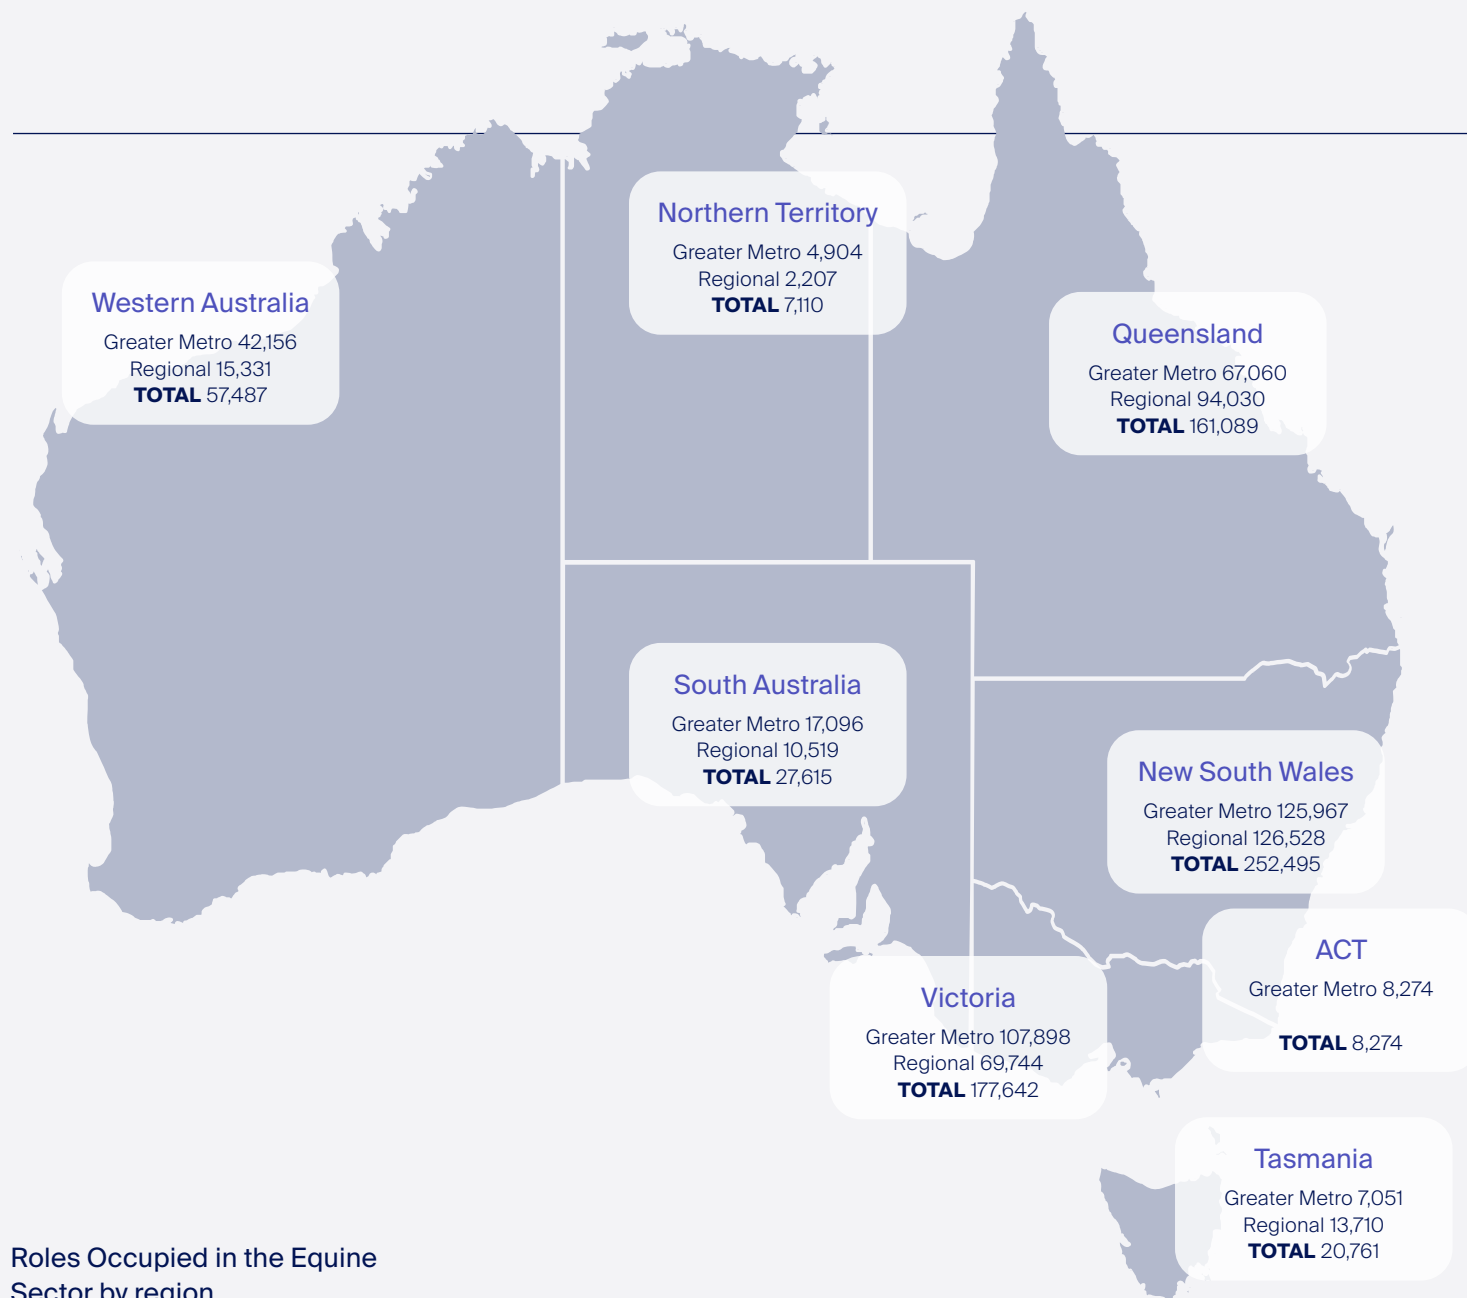 Northern Territory
Greater Metro 4,904
Regional 2,207
TOTAL 7,110
Western Australia
Greater Metro 42,156
Regional 15,331
TOTAL 57,487
Queensland
Greater Metro 67,060
Regional 94,030
TOTAL 161,089
South Australia
Greater Metro 17,096
Regional 10,519
TOTAL 27,615
New South Wales
Greater Metro 125,967
Regional 126,528
TOTAL 252,495
ACT
Greater Metro 8,274
TOTAL 8,274
Victoria
Greater Metro 107,898
Regional 69,744
TOTAL 177,642
Tasmania
Greater Metro 7,051
Regional 13,710
TOTAL 20,761
Roles Occupied in the Equine
Sector by region